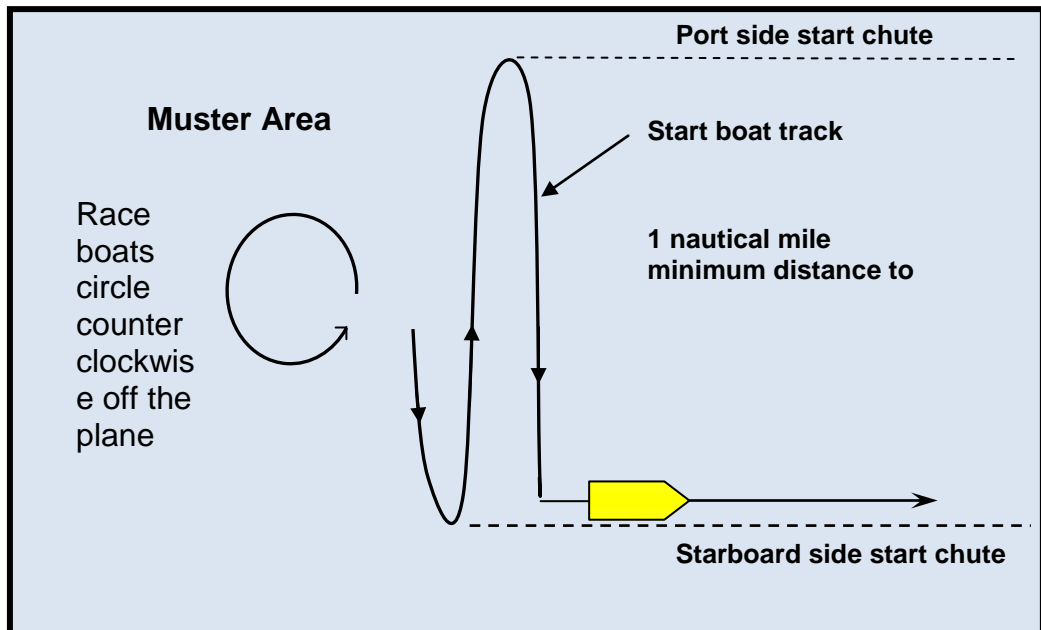 Port side start chute
Muster Area
Start boat track
Race
boats
circle
counter
clockwis
e off the
plane
1 nautical mile
minimum distance to
Starboard side start chute